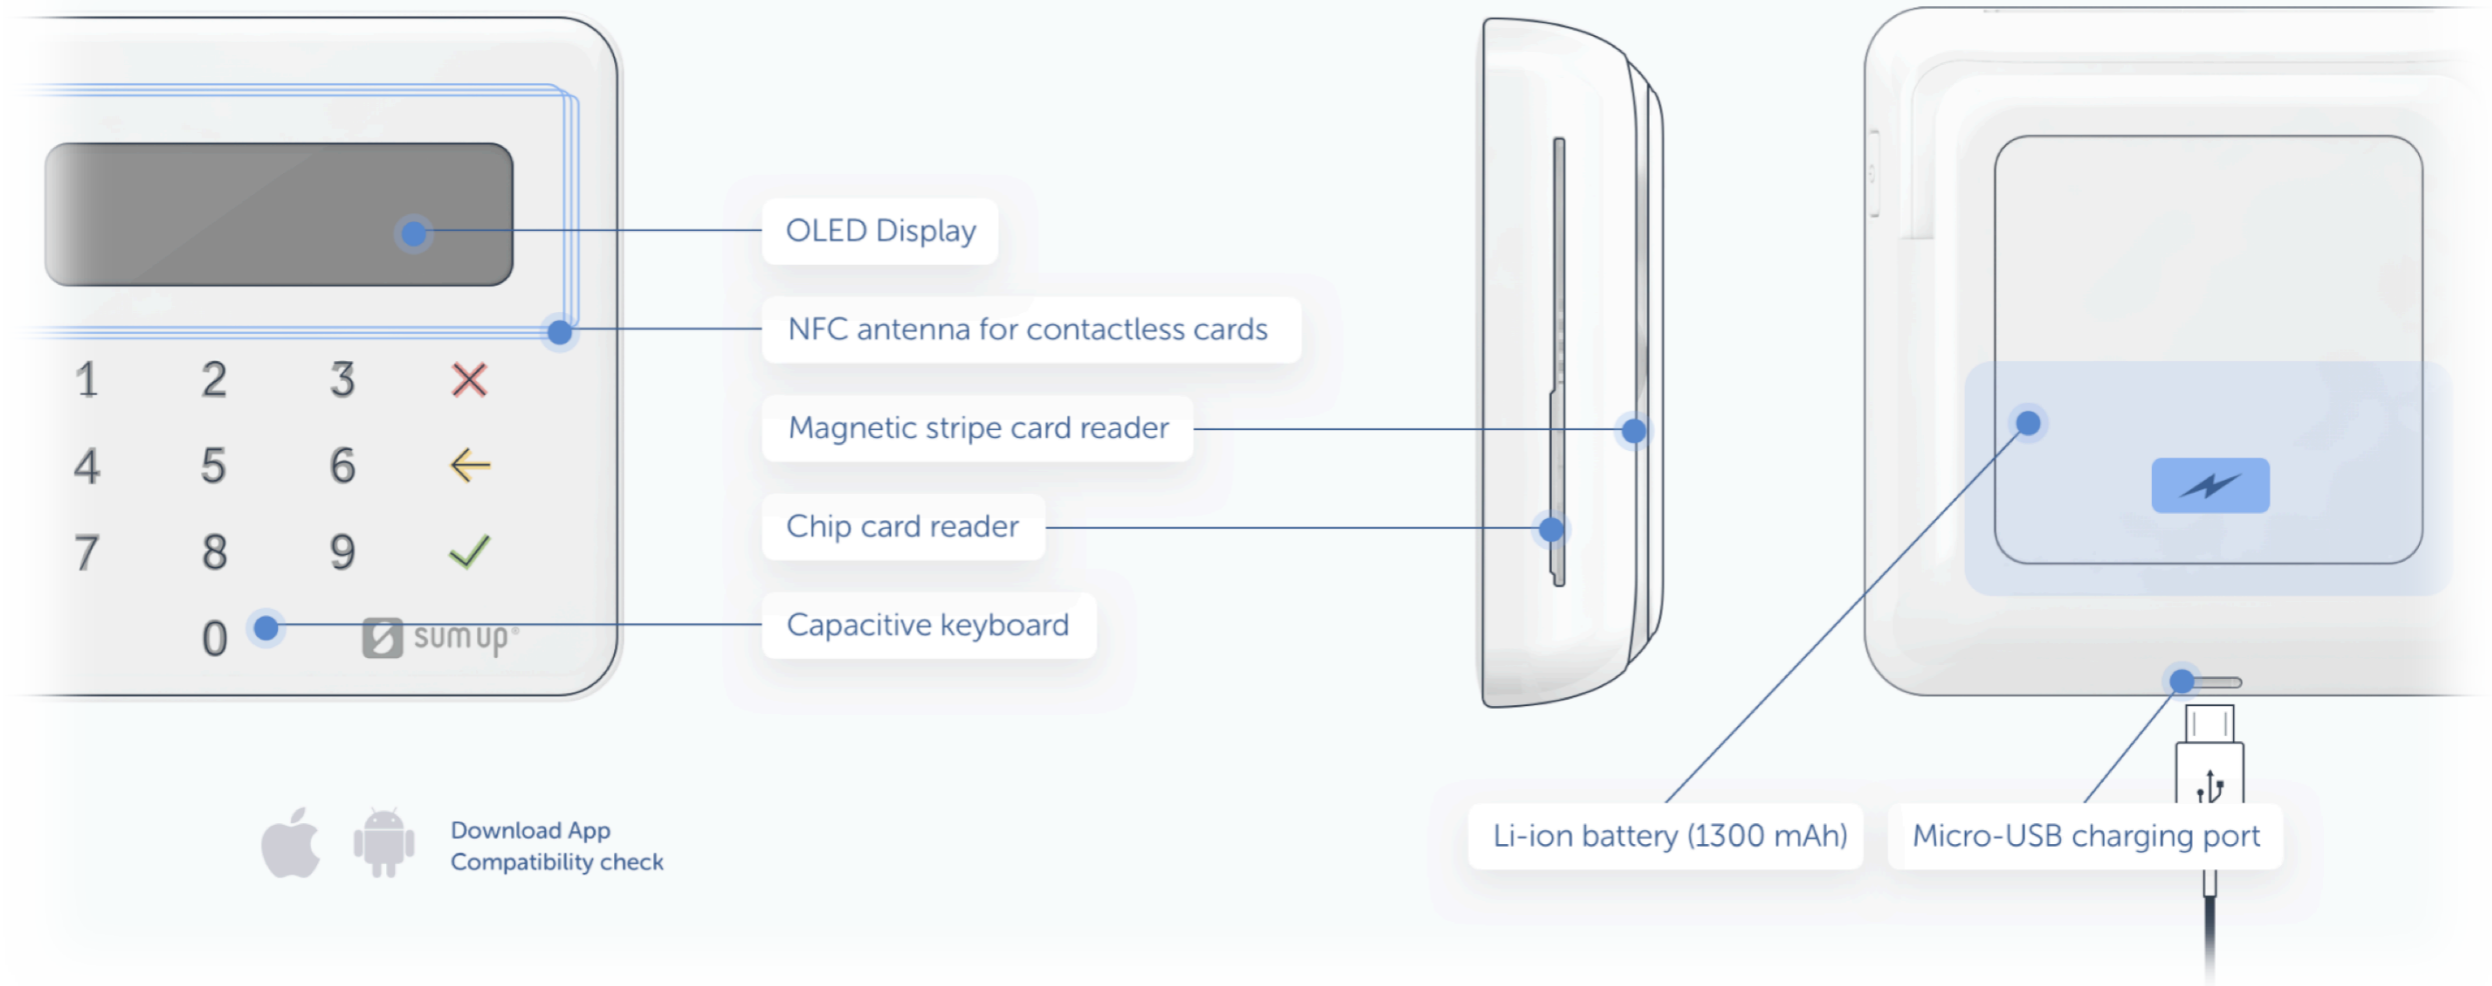 OLED Display
NFC antenna for contactless cards
1 2 3
Magnetic stripe card reader
4 5 6
Chip card reader
7 8 9
Capacitive keyboard
0 sumup®
Download App
Compatibility check
Li-ion battery (1300 mAh)
Micro-USB charging port